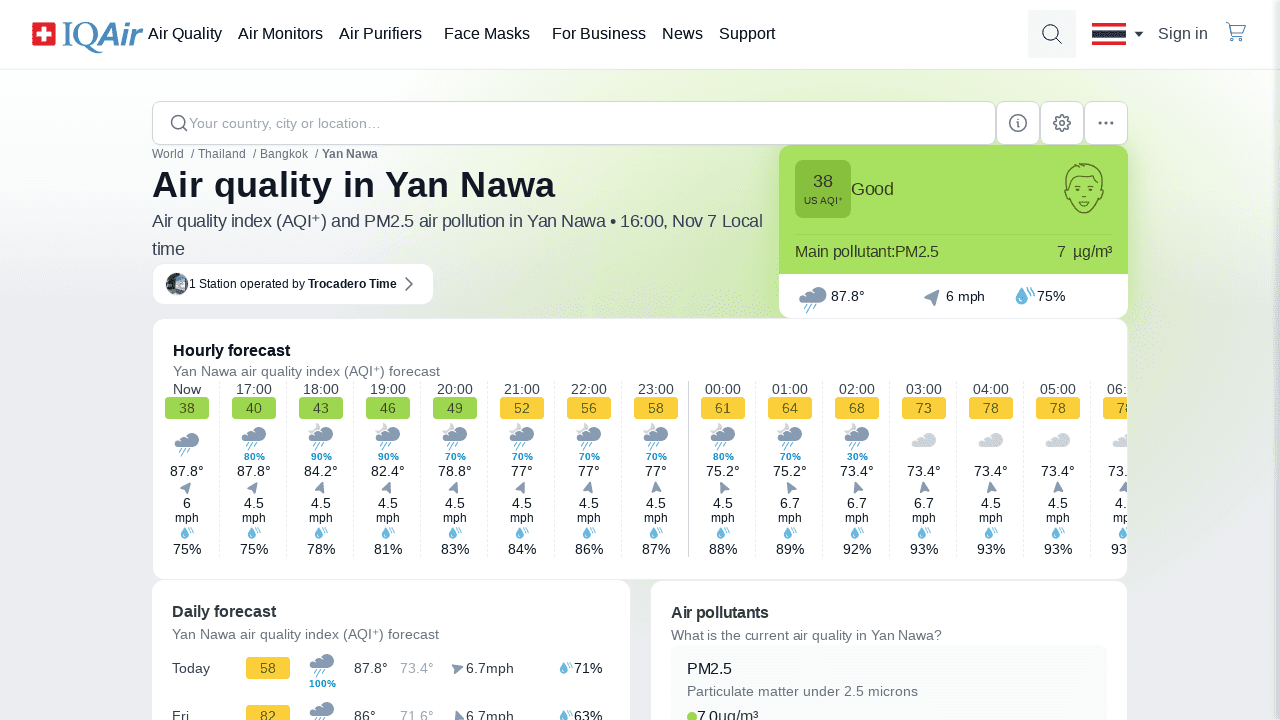 IQAir
Air Quality Air Monitors Air Purifiers Face Masks For Business News Support
Sign in
Your country, city or location…
World / Thailand / Bangkok / Yan Nawa
Air quality in Yan Nawa
Air quality index (AQI⁺) and PM2.5 air pollution in Yan Nawa • 16:00, Nov 7 Local
time
1 Station operated by Trocadero Time
38
US AQI⁺
Good
Main pollutant:PM2.5 7 µg/m³
87.8° 6 mph 75%
Hourly forecast
Yan Nawa air quality index (AQI⁺) forecast
Now 17:00 18:00 19:00 20:00 21:00 22:00 23:00 00:00 01:00 02:00 03:00 04:00 05:00 06:
38 40 43 46 49 52 56 58 61 64 68 73 78 78 78
80% 90% 90% 70% 70% 70% 70% 80% 70% 30%
87.8° 87.8° 84.2° 82.4° 78.8° 77° 77° 77° 75.2° 75.2° 73.4° 73.4° 73.4° 73.4° 73.
6 4.5 4.5 4.5 4.5 4.5 4.5 4.5 4.5 6.7 6.7 6.7 4.5 4.5 4.
mph mph mph mph mph mph mph mph mph mph mph mph mph mph mp
75% 75% 78% 81% 83% 84% 86% 87% 88% 89% 92% 93% 93% 93% 93
Daily forecast
Yan Nawa air quality index (AQI⁺) forecast
Today 58 100% 87.8° 73.4° 6.7mph 71%
Fri 82 86° 71.6° 6.7mph 63%
Air pollutants
What is the current air quality in Yan Nawa?
PM2.5
Particulate matter under 2.5 microns
7.0µg/m³